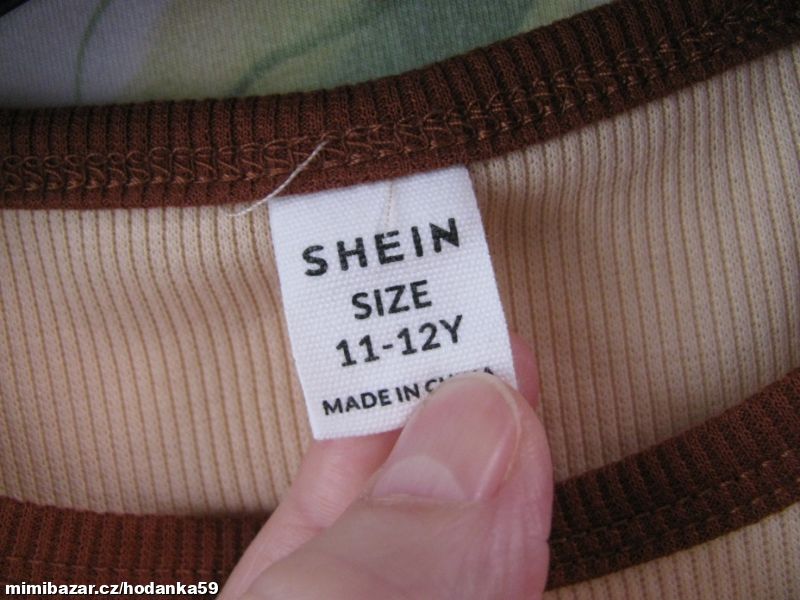 SHEIN
SIZE
11-12Y
MADE IN
mimibazar.cz/hodanka59